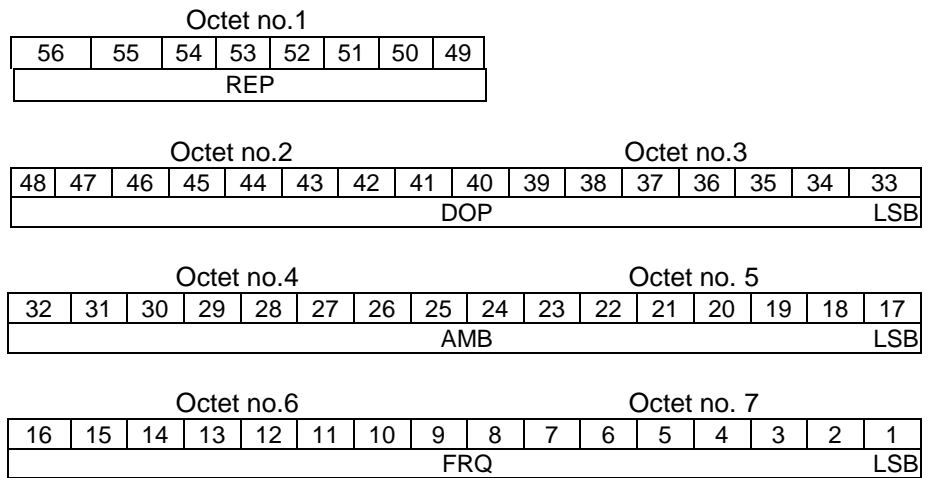 Octet no.1
56 55 54 53 52 51 50 49
REP
Octet no.2 Octet no.3
48 47 46 45 44 43 42 41 40 39 38 37 36 35 34 33
DOP LSB
Octet no.4 Octet no. 5
32 31 30 29 28 27 26 25 24 23 22 21 20 19 18 17
AMB LSB
Octet no.6 Octet no. 7
16 15 14 13 12 11 10 9 8 7 6 5 4 3 2 1
FRQ LSB